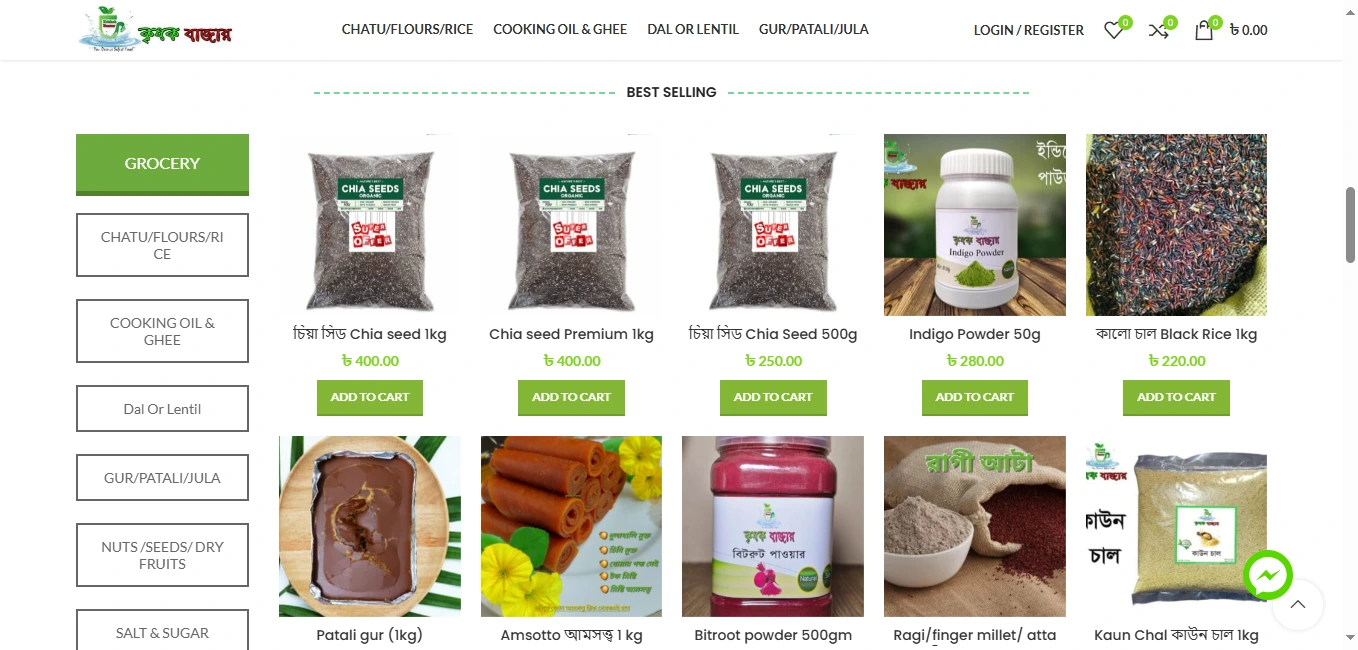 কৃষক বাজার
CHATU/FLOURS/RICE
COOKING OIL & GHEE
DAL OR LENTIL
GUR/PATALI/JULA
LOGIN / REGISTER
0
0
0
৳ 0.00
BEST SELLING
GROCERY
CHATU/FLOURS/RI
CE
COOKING OIL &
GHEE
Dal Or Lentil
GUR/PATALI/JULA
NUTS /SEEDS/ DRY
FRUITS
SALT & SUGAR
CHIA SEEDS
ORGANIC
SUPER
OFFER
চিয়া সিড Chia seed 1kg
৳ 400.00
ADD TO CART
CHIA SEEDS
ORGANIC
SUPER
OFFER
Chia seed Premium 1kg
৳ 400.00
ADD TO CART
CHIA SEEDS
ORGANIC
SUPER
OFFER
চিয়া সিড Chia Seed 500g
৳ 250.00
ADD TO CART
কৃষক বাজার
Indigo Powder
Indigo Powder 50g
৳ 280.00
ADD TO CART
কালো চাল Black Rice 1kg
৳ 220.00
ADD TO CART
Patali gur (1kg)
Amsotto আমসত্ত্ব 1 kg
কৃষক বাজার
বিটরুট পাওয়ার
Natural
Bitroot powder 500gm
রাগী আটা
Ragi/finger millet/ atta
চাল
কৃষক বাজার
কাউন চাল
Kaun Chal কাউন চাল 1kg